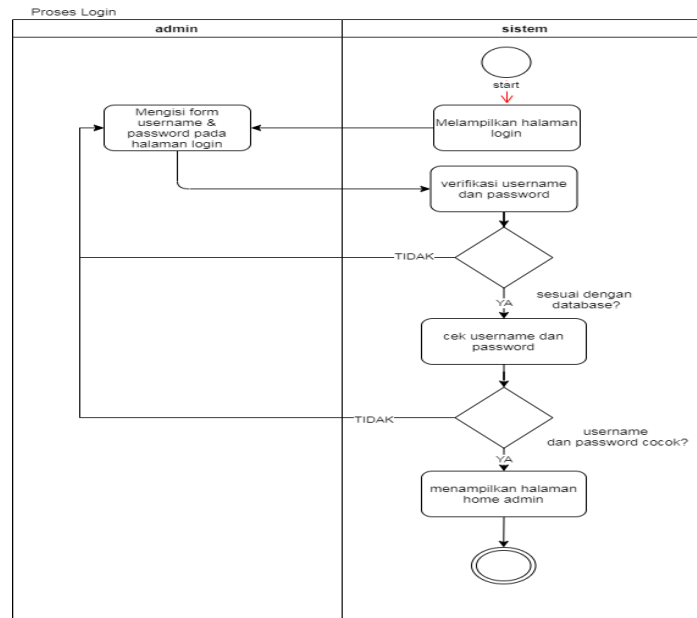 Proses Login
admin
sistem
start
Melampilkan halaman
login
Mengisi form
username &
password pada
halaman login
verifikasi username
dan password
TIDAK
YA
sesuai dengan
database?
cek username dan
password
TIDAK
username
dan password cocok?
YA
menampilkan halaman
home admin